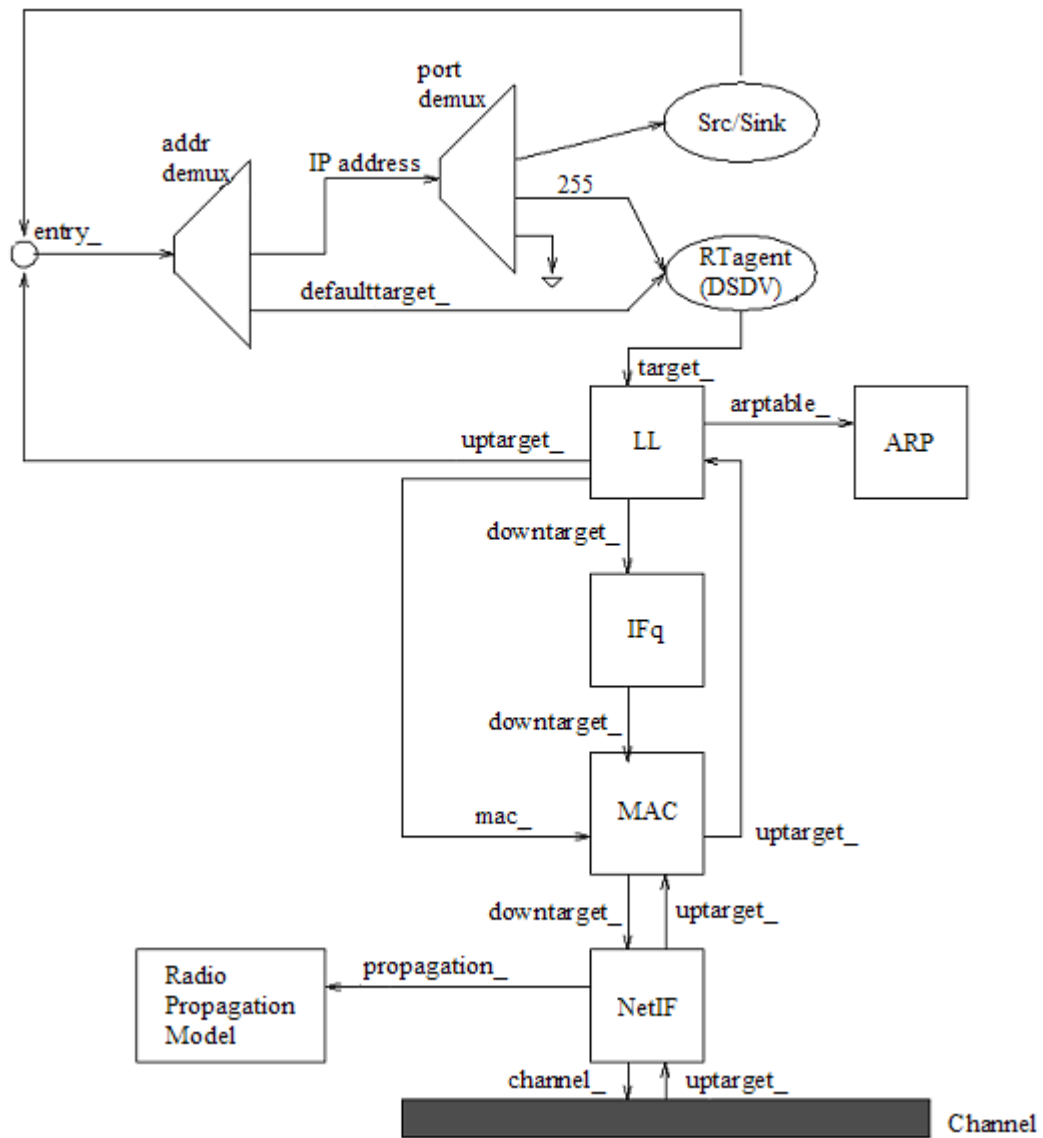 port
demux
Src/Sink
addr
demux
IP address
255
entry_
RTagent
(DSDV)
defaulttarget_
target_
arptable_
uptarget_
LL
ARP
downtarget_
IFq
downtarget_
mac_
MAC
uptarget_
downtarget_
uptarget_
propagation_
Radio
Propagation
Model
NetIF
channel_
uptarget_
Channel